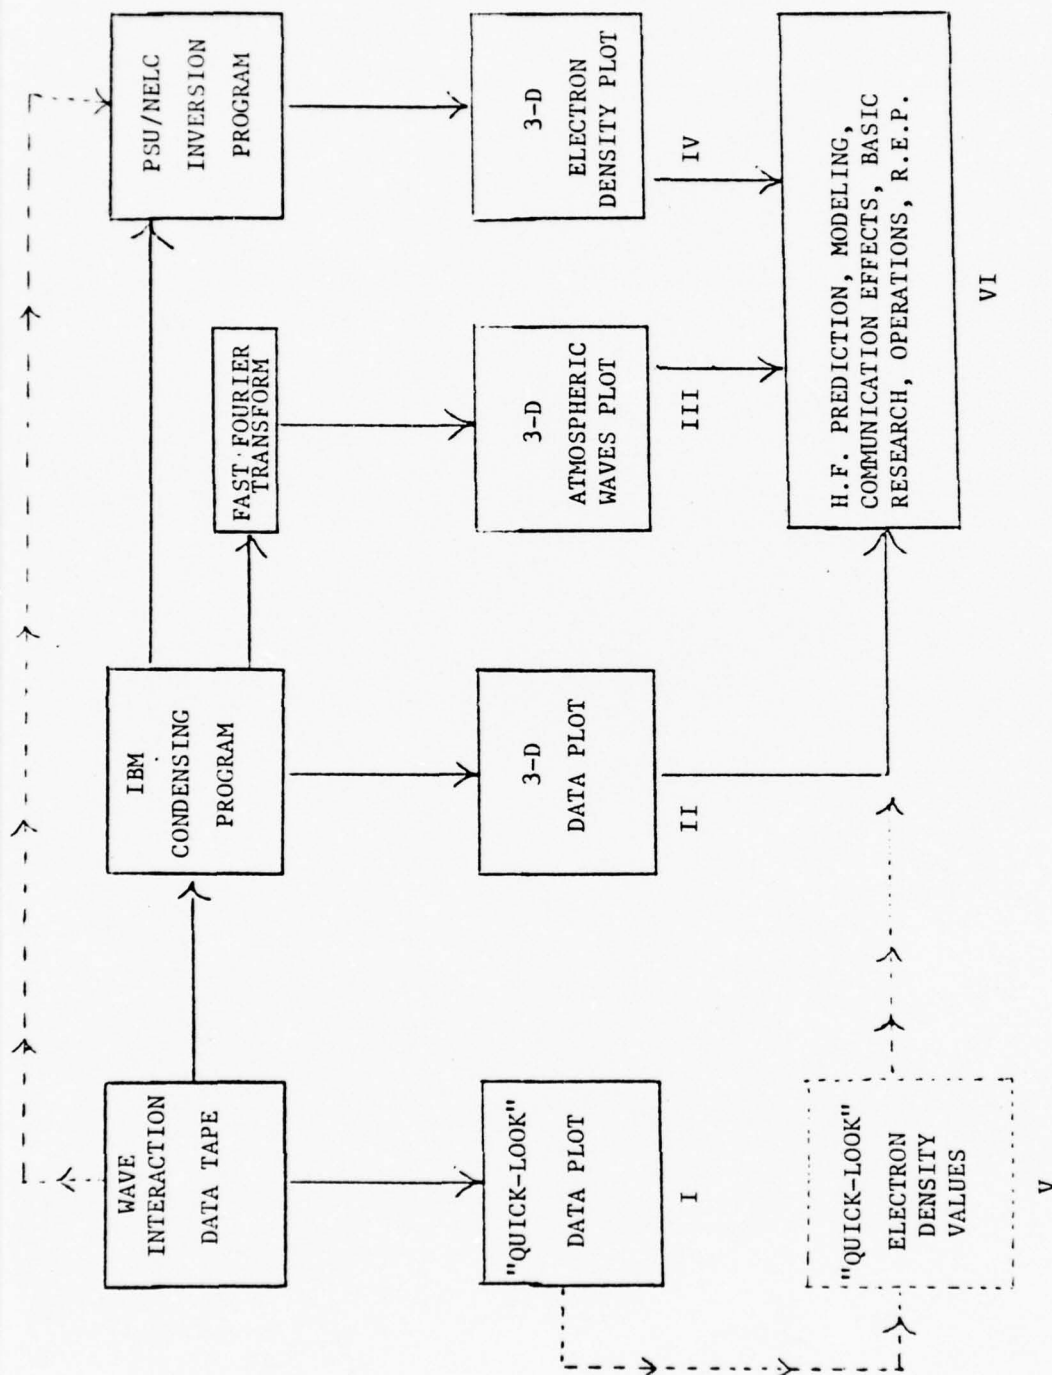 WAVE
INTERACTION
DATA TAPE
IBM
CONDENSING
PROGRAM
FAST FOURIER
TRANSFORM
PSU/NELC
INVERSION
PROGRAM
"QUICK-LOOK"
DATA PLOT
I
3-D
DATA PLOT
II
3-D
ATMOSPHERIC
WAVES PLOT
III
3-D
ELECTRON
DENSITY PLOT
IV
"QUICK-LOOK"
ELECTRON
DENSITY
VALUES
V
H.F. PREDICTION, MODELING,
COMMUNICATION EFFECTS, BASIC
RESEARCH, OPERATIONS, R.E.P.
VI